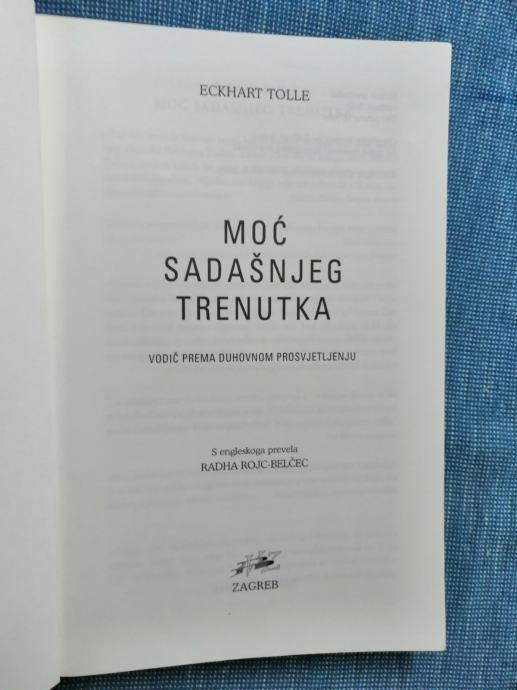 ECKHART TOLLE
MOĆ
SADAŠNJEG
TRENUTKA
VODIČ PREMA DUHOVNOM PROSVJETLJENJU
S engleskoga prevela
RADHA ROJC-BELČEC
ZAGREB